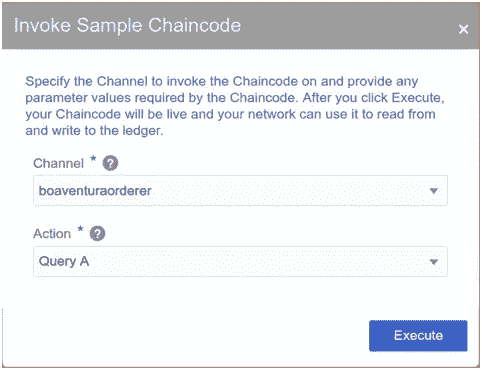 Invoke Sample Chaincode ×
Specify the Channel to invoke the Chaincode on and provide any
parameter values required by the Chaincode. After you click Execute,
your Chaincode will be live and your network can use it to read from
and write to the ledger.
Channel * ?
boaventuraorderer
Action * ?
Query A
Execute